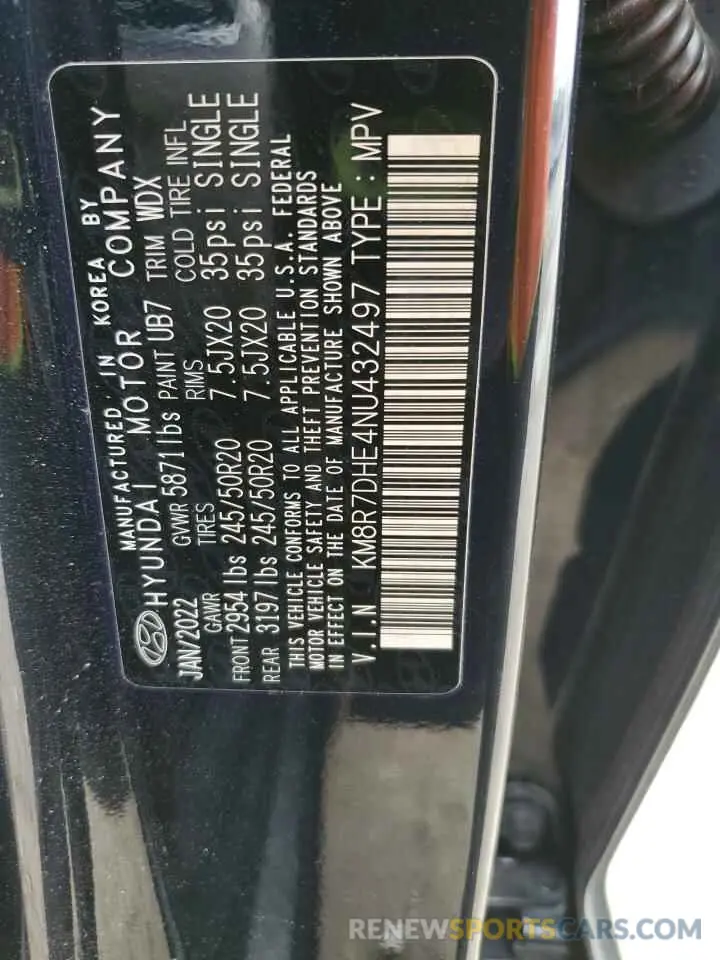 MANUFACTURED IN KOREA BY
HYUNDAI MOTOR COMPANY
JAN/2022 GVWR 5871lbs PAINT UB7 TRIM WDX
GAWR TIRES RIMS COLD TIRE INFL
FRONT 2954lbs 245/50R20 7.5JX20 35psi SINGLE
REAR 3197lbs 245/50R20 7.5JX20 35psi SINGLE
THIS VEHICLE CONFORMS TO ALL APPLICABLE U.S.A. FEDERAL
MOTOR VEHICLE SAFETY AND THEFT PREVENTION STANDARDS
IN EFFECT ON THE DATE OF MANUFACTURE SHOWN ABOVE
V.I.N KM8R7DHE4NU432497 TYPE : MPV
RENEWSPORTSCARS.COM